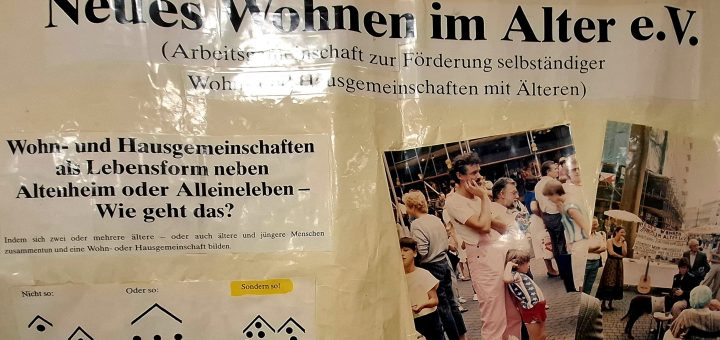 Neues Wohnen im Alter e.V.
(Arbeitsgemeinschaft zur Förderung selbständiger
Hausgemeinschaften mit Älteren)
Wohn- und Hausgemeinschaften
als Lebensform neben
Altenheim oder Alleineleben –
Wie geht das?
Indem sich zwei oder mehrere ältere – oder auch ältere und jüngere Menschen
zusammentun und eine Wohn- oder Hausgemeinschaft bilden.
Nicht so:
Oder so:
Sondern so!